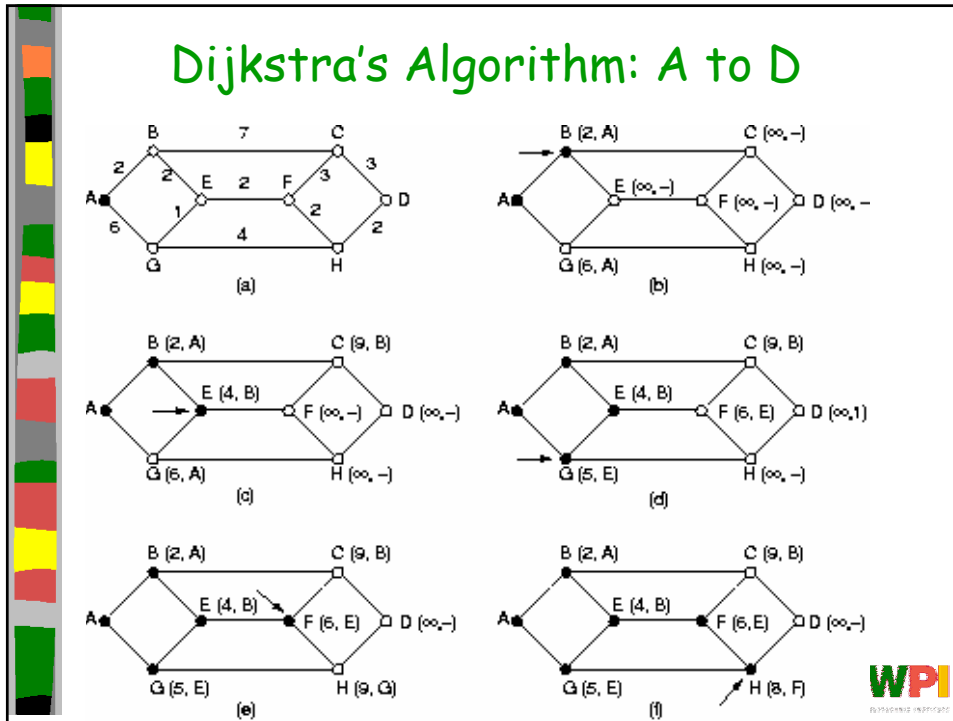 Dijkstra's Algorithm: A to D
B 7 C
2 2 E 2 F 3 3
A D
6 1 2 2
4
G H
(a)
B (2, A) C (∞, -)
E (∞, -)
A F (∞, -) D (∞, -
G (6, A) H (∞, -)
(b)
B (2, A) C (9, B)
E (4, B)
A F (∞, -) D (∞, -)
G (6, A) H (∞, -)
(c)
B (2, A) C (9, B)
E (4, B)
A F (6, E) D (∞,1)
G (5, E) H (∞, -)
(d)
B (2, A) C (9, B)
E (4, B)
A F (6, E) D (∞,-)
G (5, E) H (9, G)
(e)
B (2, A) C (9, B)
E (4, B)
A F (6,E) D (∞,-)
G (5, E) H (8, F)
(f)
WPI